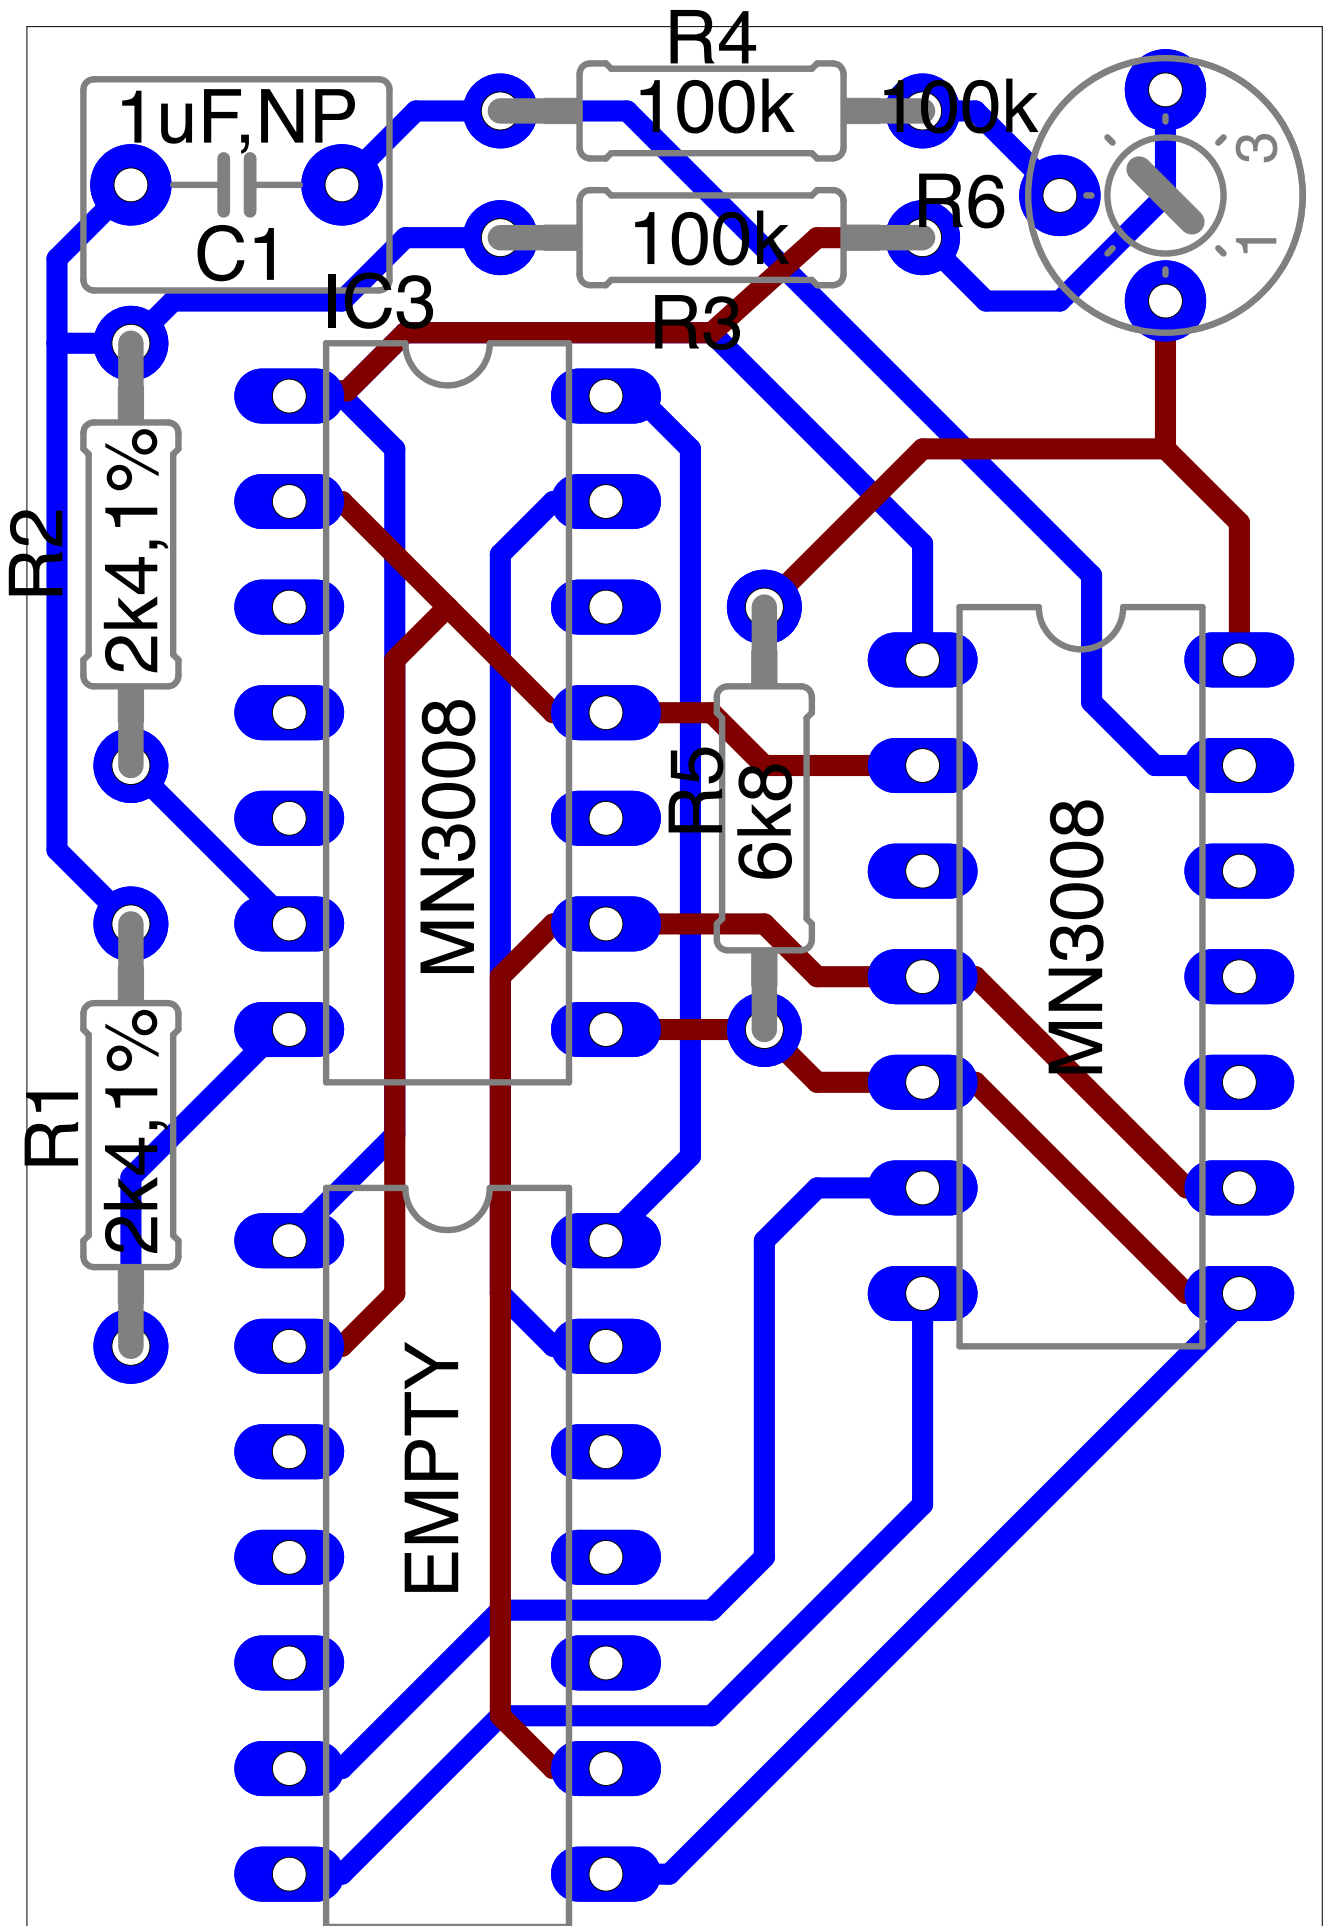 R4
1uF,NP
100k
100k
3
R6
C1
100k
1
IC3
R3
2k4,1%
R2
MN3008
R5
6k8
MN3008
2k4,1%
R1
EMPTY